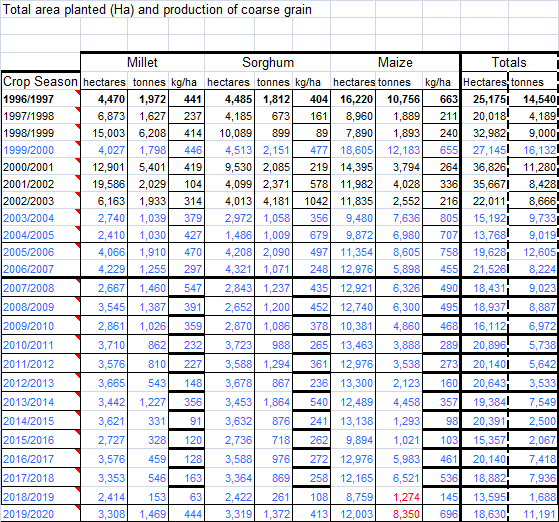 Total area planted (Ha) and production of coarse grain
Millet Sorghum Maize Totals
Crop Season hectares tonnes kg/ha hectares tonnes kg/ha hectares tonnes kg/ha Hectares tonnes
1996/1997 4,470 1,972 441 4,485 1,812 404 16,220 10,756 663 25,175 14,540
1997/1998 6,873 1,627 237 4,185 673 161 8,960 1,889 211 20,018 4,189
1998/1999 15,003 6,208 414 10,089 899 89 7,890 1,893 240 32,982 9,000
1999/2000 4,027 1,798 446 4,513 2,151 477 18,605 12,183 655 27,145 16,132
2000/2001 12,901 5,401 419 9,530 2,085 219 14,395 3,794 264 36,826 11,280
2001/2002 19,586 2,029 104 4,099 2,371 578 11,982 4,028 336 35,667 8,428
2002/2003 6,163 1,933 314 4,013 4,181 1042 11,835 2,552 216 22,011 8,666
2003/2004 2,740 1,039 379 2,972 1,058 356 9,480 7,636 805 15,192 9,733
2004/2005 2,410 1,030 427 1,486 1,009 679 9,872 6,980 707 13,768 9,019
2005/2006 4,066 1,910 470 4,208 2,090 497 11,354 8,605 758 19,628 12,605
2006/2007 4,229 1,255 297 4,321 1,071 248 12,976 5,898 455 21,526 8,224
2007/2008 2,667 1,460 547 2,843 1,237 435 12,921 6,326 490 18,431 9,023
2008/2009 3,545 1,387 391 2,652 1,200 452 12,740 6,300 495 18,937 8,887
2009/2010 2,861 1,026 359 2,870 1,086 378 10,381 4,860 468 16,112 6,972
2010/2011 3,710 862 232 3,723 988 265 13,463 3,888 289 20,896 5,738
2011/2012 3,576 810 227 3,588 1,294 361 12,976 3,538 273 20,140 5,642
2012/2013 3,665 543 148 3,678 867 236 13,300 2,123 160 20,643 3,533
2013/2014 3,442 1,227 356 3,453 1,864 540 12,489 4,458 357 19,384 7,549
2014/2015 3,621 331 91 3,632 876 241 13,138 1,293 98 20,391 2,500
2015/2016 2,727 328 120 2,736 718 262 9,894 1,021 103 15,357 2,067
2016/2017 3,576 459 128 3,588 976 272 12,976 5,983 461 20,140 7,418
2017/2018 3,353 546 163 3,364 869 258 12,165 6,521 536 18,882 7,936
2018/2019 2,414 153 63 2,422 261 108 8,759 1,274 145 13,595 1,688
2019/2020 3,308 1,469 444 3,319 1,372 413 12,003 8,350 696 18,630 11,191